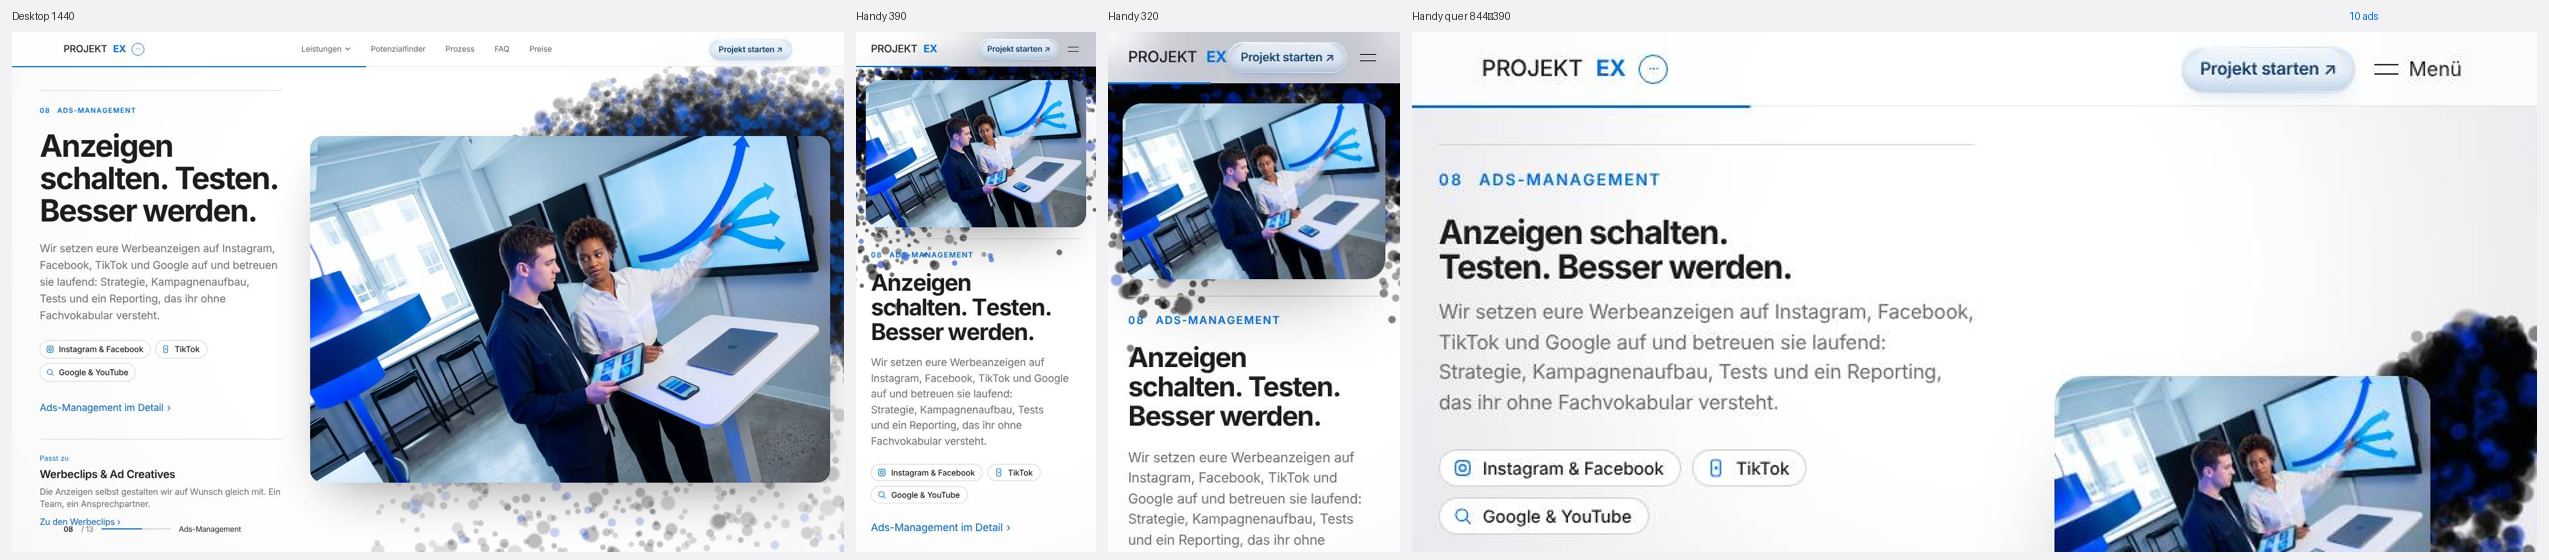 Desktop 1440
PROJEKT EX
Leistungen
Potenzialfinder
Prozess
FAQ
Preise
Projekt starten ↗
08 ADS-MANAGEMENT
Anzeigen
schalten. Testen.
Besser werden.
Wir setzen eure Werbeanzeigen auf Instagram,
Facebook, TikTok und Google auf und betreuen
sie laufend: Strategie, Kampagnenaufbau,
Tests und ein Reporting, das ihr ohne
Fachvokabular versteht.
Instagram & Facebook
TikTok
Google & YouTube
Ads-Management im Detail ›
Passt zu
Werbeclips & Ad Creatives
Die Anzeigen selbst gestalten wir auf Wunsch gleich mit. Ein
Team, ein Ansprechpartner.
Zu den Werbeclips ›
08 / 13
Ads-Management
Handy 390
PROJEKT EX
Projekt starten ↗
08 ADS-MANAGEMENT
Anzeigen
schalten. Testen.
Besser werden.
Wir setzen eure Werbeanzeigen auf
Instagram, Facebook, TikTok und Google
auf und betreuen sie laufend:
Strategie, Kampagnenaufbau, Tests
und ein Reporting, das ihr ohne
Fachvokabular versteht.
Instagram & Facebook
TikTok
Google & YouTube
Ads-Management im Detail ›
Handy 320
PROJEKT EX
Projekt starten ↗
08 ADS-MANAGEMENT
Anzeigen
schalten. Testen.
Besser werden.
Wir setzen eure Werbeanzeigen auf
Instagram, Facebook, TikTok und
Google auf und betreuen sie laufend:
Strategie, Kampagnenaufbau, Tests
und ein Reporting, das ihr ohne
Handy quer 844 390
10 ads
PROJEKT EX
Projekt starten ↗
Menü
08 ADS-MANAGEMENT
Anzeigen schalten.
Testen. Besser werden.
Wir setzen eure Werbeanzeigen auf Instagram, Facebook,
TikTok und Google auf und betreuen sie laufend:
Strategie, Kampagnenaufbau, Tests und ein Reporting,
das ihr ohne Fachvokabular versteht.
Instagram & Facebook
TikTok
Google & YouTube